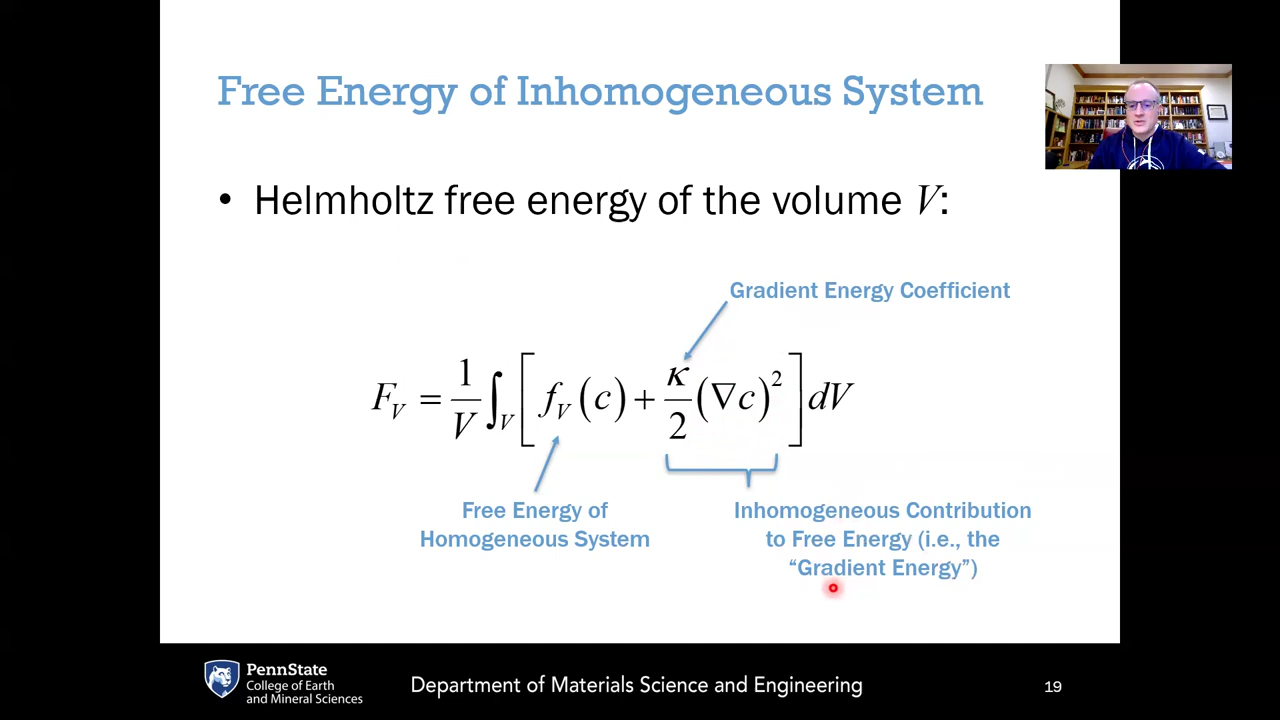 Free Energy of Inhomogeneous System
• Helmholtz free energy of the volume V:
Gradient Energy Coefficient
F_V = 1/V ∫_V [ f_V(c) + κ/2 (∇c)² ] dV
Free Energy of
Homogeneous System
Inhomogeneous Contribution
to Free Energy (i.e., the
“Gradient Energy”)
PennState
College of Earth
and Mineral Sciences
Department of Materials Science and Engineering
19